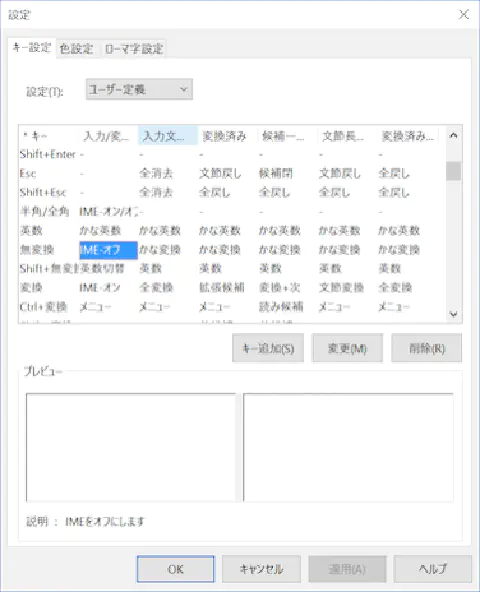 設定
キー設定 色設定 ローマ字設定
設定(T): ユーザー定義
* キー 入力/変... 入力文... 変換済み 候補一... 文節長... 変換済み...
Shift+Enter - - - - - -
Esc - 全消去 文節戻し 候補閉 文節戻し 全戻し
Shift+Esc - 全消去 全戻し 全戻し 全戻し 全戻し
半角/全角 IME-オン/オ - - - - -
英数 かな英数 かな英数 かな英数 かな英数 かな英数 かな英数
無変換 IME-オフ かな変換 かな変換 かな変換 かな変換 かな変換
Shift+無変 英数切替 英数 英数 英数 英数 英数
変換 IME-オン 全変換 拡張候補 変換+次 文節変換 全変換
Ctrl+変換 メニュー メニュー メニュー 読み候補 メニュー メニュー
キー追加(S) 変更(M) 削除(R)
プレビュー
説明 : IMEをオフにします
OK キャンセル 適用(A) ヘルプ